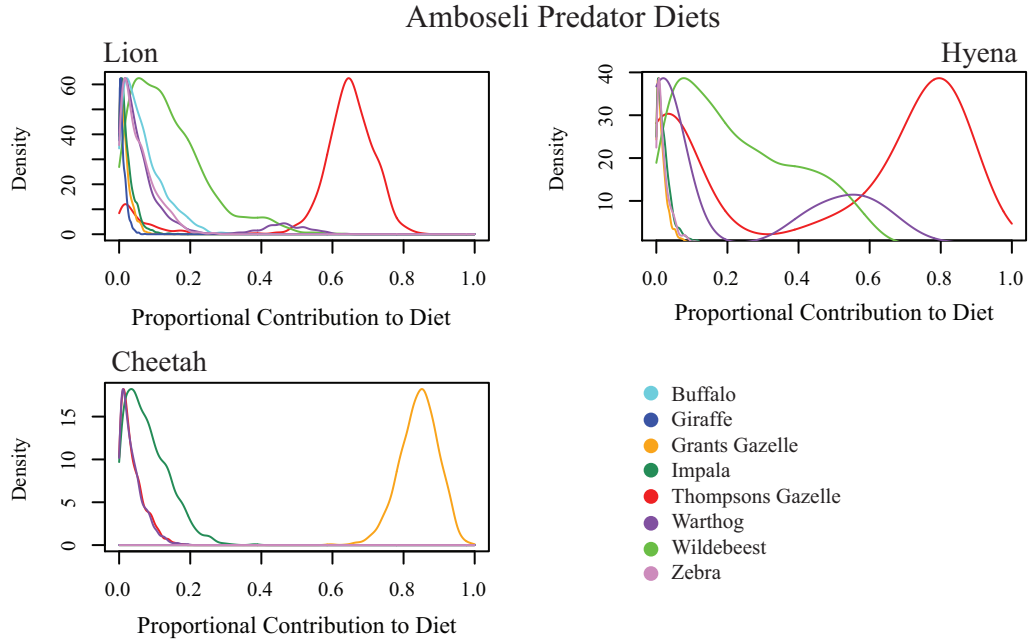 Amboseli Predator Diets
Lion
Density
0
20
40
60
0.0 0.2 0.4 0.6 0.8 1.0
Proportional Contribution to Diet
Hyena
Density
10
20
30
40
0.0 0.2 0.4 0.6 0.8 1.0
Proportional Contribution to Diet
Cheetah
Density
0
5
10
15
0.0 0.2 0.4 0.6 0.8 1.0
Proportional Contribution to Diet
Buffalo
Giraffe
Grants Gazelle
Impala
Thompsons Gazelle
Warthog
Wildebeest
Zebra